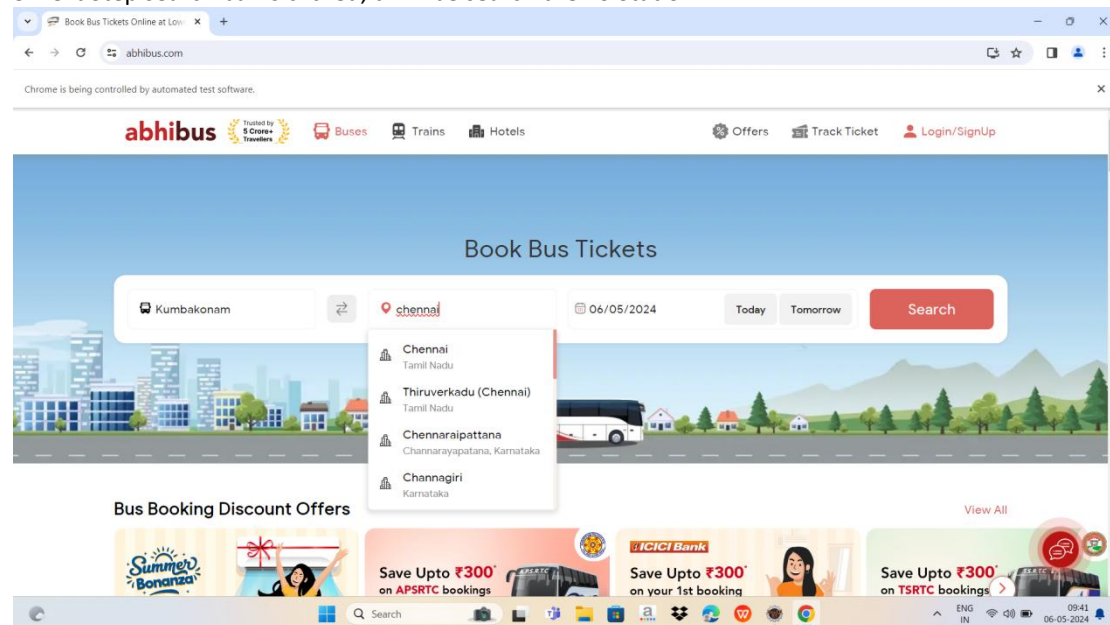 Book Bus Tickets Online at Low
abhibus.com
Chrome is being controlled by automated test software.
abhibus Trusted by 5 Crore+ Travellers Buses Trains Hotels Offers Track Ticket Login/SignUp
Book Bus Tickets
Kumbakonam chennai 06/05/2024 Today Tomorrow Search
Chennai
Tamil Nadu
Thiruverkadu (Chennai)
Tamil Nadu
Chennaraipattana
Channarayapatana, Karnataka
Channagiri
Karnataka
Bus Booking Discount Offers View All
Summer Bonanza
Save Upto ₹300*
on APSRTC bookings
APSRTC
ICICI Bank
Save Upto ₹300*
on your 1st booking
Save Upto ₹300*
on TSRTC bookings
Search
ENG
IN
09:41
06-05-2024